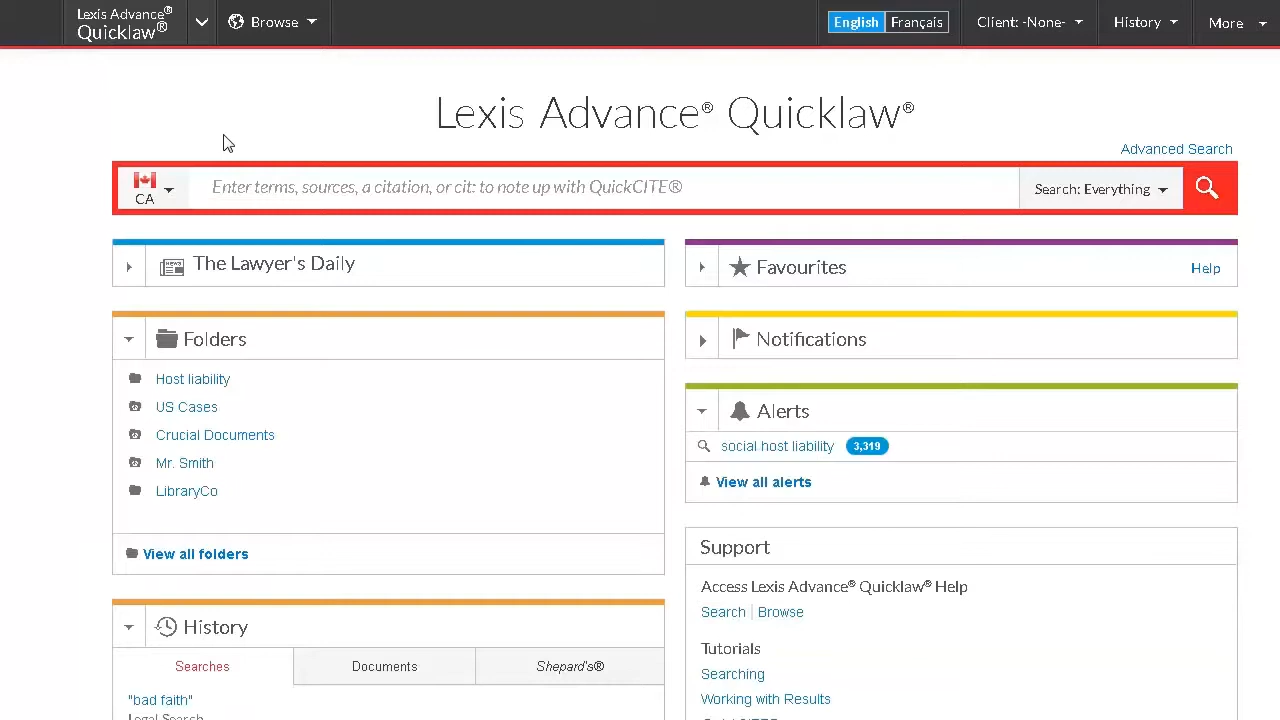 Lexis Advance®
Quicklaw®
Browse
English
Français
Client: -None-
History
More
Lexis Advance® Quicklaw®
Advanced Search
CA
Enter terms, sources, a citation, or cit: to note up with QuickCITE®
Search: Everything
The Lawyer's Daily
Favourites
Help
Folders
Host liability
US Cases
Crucial Documents
Mr. Smith
LibraryCo
View all folders
Notifications
Alerts
social host liability 3,319
View all alerts
History
Searches
Documents
Shepard's®
"bad faith"
Legal Search
Support
Access Lexis Advance® Quicklaw® Help
Search | Browse
Tutorials
Searching
Working with Results